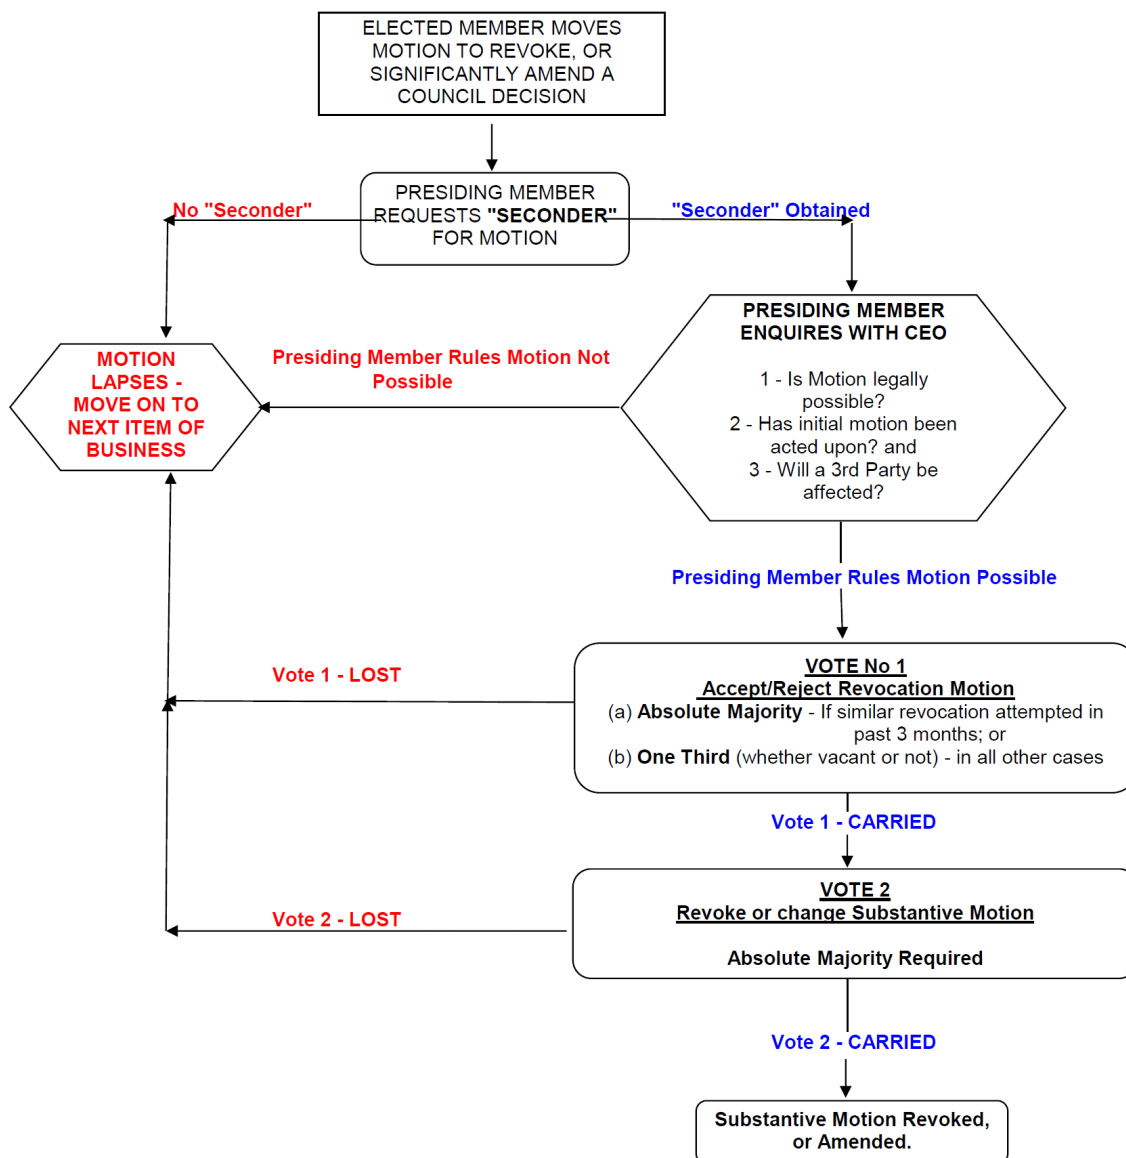 ELECTED MEMBER MOVES
MOTION TO REVOKE, OR
SIGNIFICANTLY AMEND A
COUNCIL DECISION
PRESIDING MEMBER
REQUESTS "SECONDER"
FOR MOTION
No "Seconder"
"Seconder" Obtained
PRESIDING MEMBER
ENQUIRES WITH CEO
1 - Is Motion legally
possible?
2 - Has initial motion been
acted upon? and
3 - Will a 3rd Party be
affected?
Presiding Member Rules Motion Not
Possible
MOTION
LAPSES -
MOVE ON TO
NEXT ITEM OF
BUSINESS
Presiding Member Rules Motion Possible
VOTE No 1
Accept/Reject Revocation Motion
(a) Absolute Majority - If similar revocation attempted in
past 3 months; or
(b) One Third (whether vacant or not) - in all other cases
Vote 1 - LOST
Vote 1 - CARRIED
VOTE 2
Revoke or change Substantive Motion
Absolute Majority Required
Vote 2 - LOST
Vote 2 - CARRIED
Substantive Motion Revoked,
or Amended.